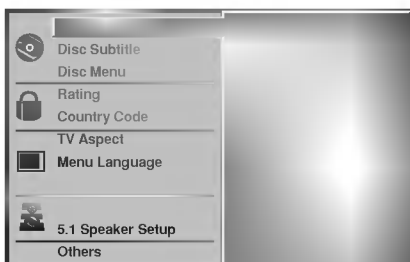 Disc Subtitle
Disc Menu
Rating
Country Code
TV Aspect
Menu Language
5.1 Speaker Setup
Others